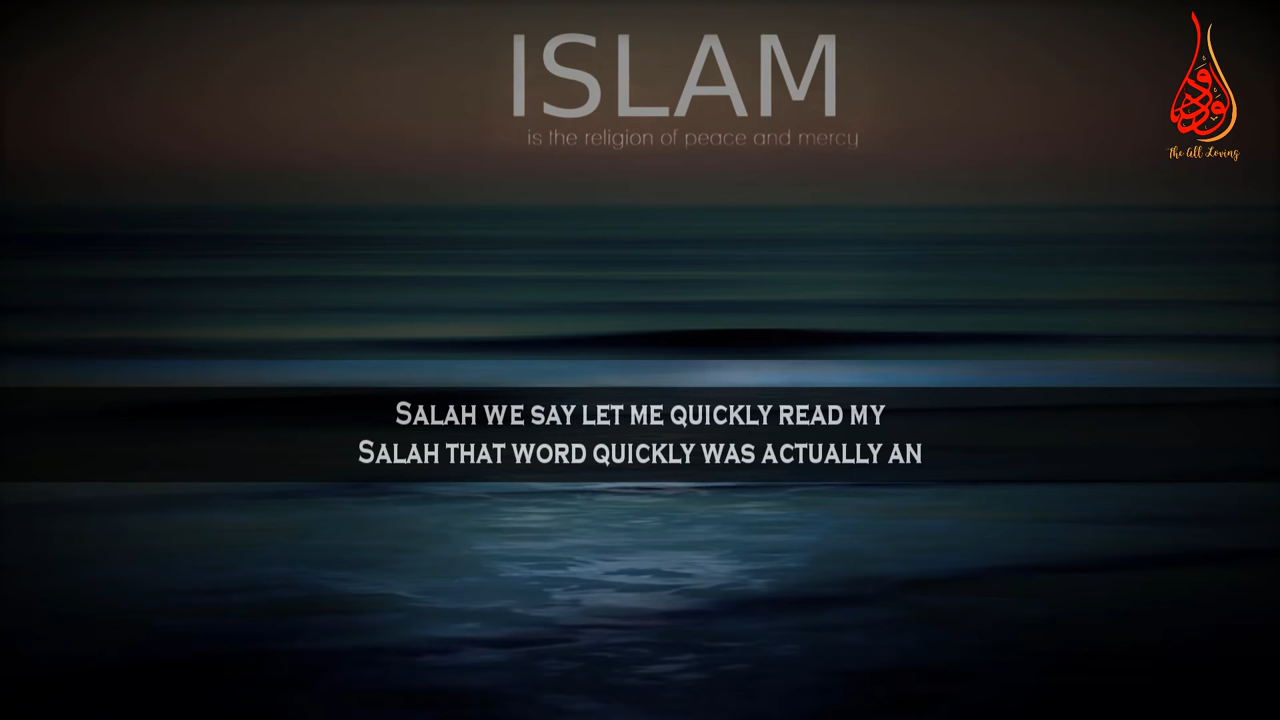 ISLAM
is the religion of peace and mercy
الودود
The All Loving
SALAH WE SAY LET ME QUICKLY READ MY
SALAH THAT WORD QUICKLY WAS ACTUALLY AN